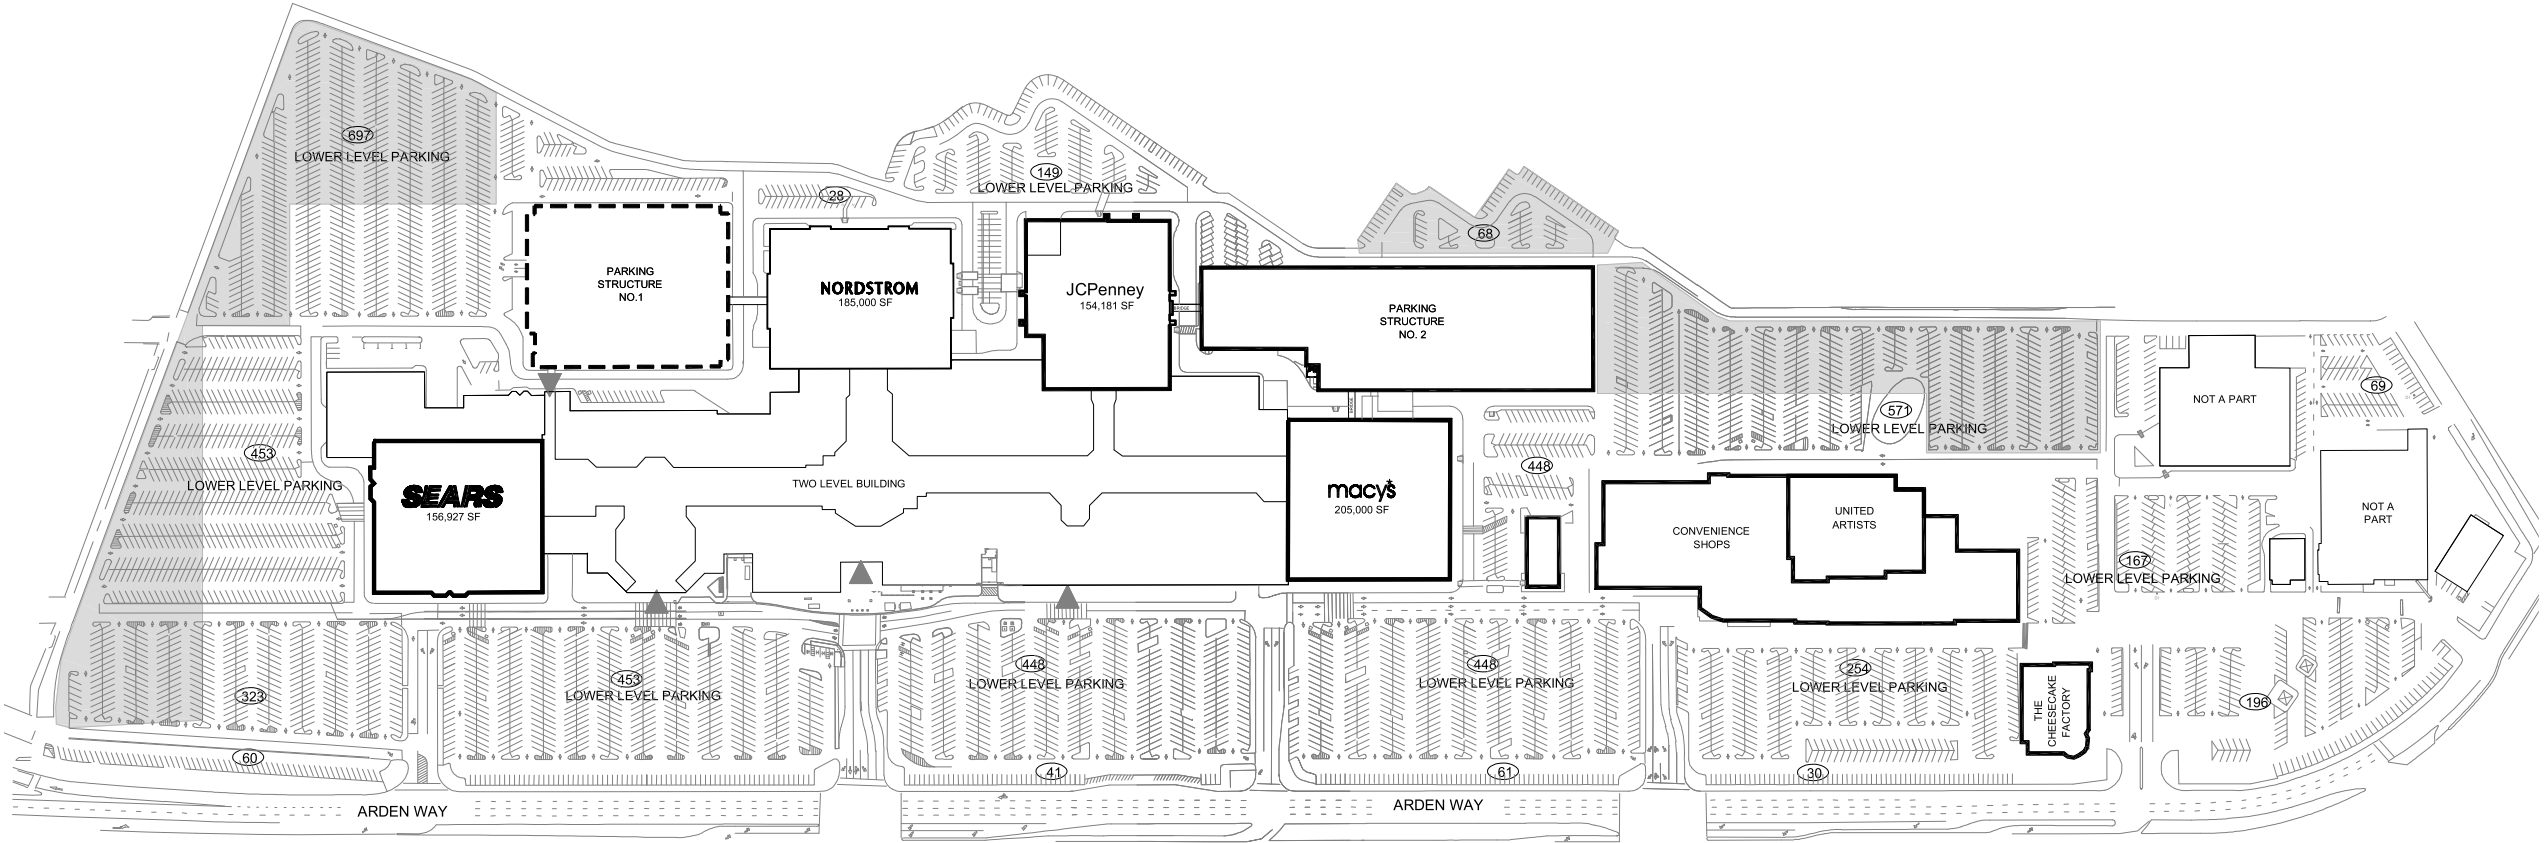 697
LOWER LEVEL PARKING
149
LOWER LEVEL PARKING
28
68
PARKING
STRUCTURE
NO.1
NORDSTROM
185,000 SF
JCPenney
154,181 SF
BRIDGE
PARKING
STRUCTURE
NO. 2
BRIDGE
571
LOWER LEVEL PARKING
NOT A PART
69
453
LOWER LEVEL PARKING
SEARS
156,927 SF
TWO LEVEL BUILDING
macy's
205,000 SF
448
CONVENIENCE
SHOPS
UNITED
ARTISTS
NOT A
PART
167
LOWER LEVEL PARKING
323
453
LOWER LEVEL PARKING
448
LOWER LEVEL PARKING
448
LOWER LEVEL PARKING
254
LOWER LEVEL PARKING
THE
CHEESECAKE
FACTORY
196
60
41
61
30
ARDEN WAY
ARDEN WAY